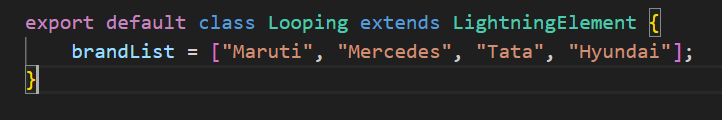 export default class Looping extends LightningElement {
    brandList = ["Maruti", "Mercedes", "Tata", "Hyundai"];
}